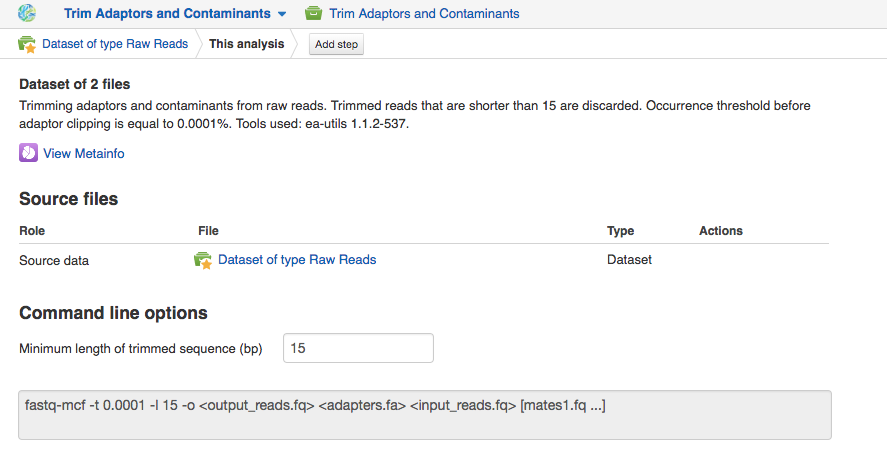 Trim Adaptors and Contaminants Trim Adaptors and Contaminants
Dataset of type Raw Reads This analysis Add step
Dataset of 2 files
Trimming adaptors and contaminants from raw reads. Trimmed reads that are shorter than 15 are discarded. Occurrence threshold before
adaptor clipping is equal to 0.0001%. Tools used: ea-utils 1.1.2-537.
View Metainfo
Source files
Role File Type Actions
Source data Dataset of type Raw Reads Dataset
Command line options
Minimum length of trimmed sequence (bp) 15
fastq-mcf -t 0.0001 -l 15 -o <output_reads.fq> <adapters.fa> <input_reads.fq> [mates1.fq ...]